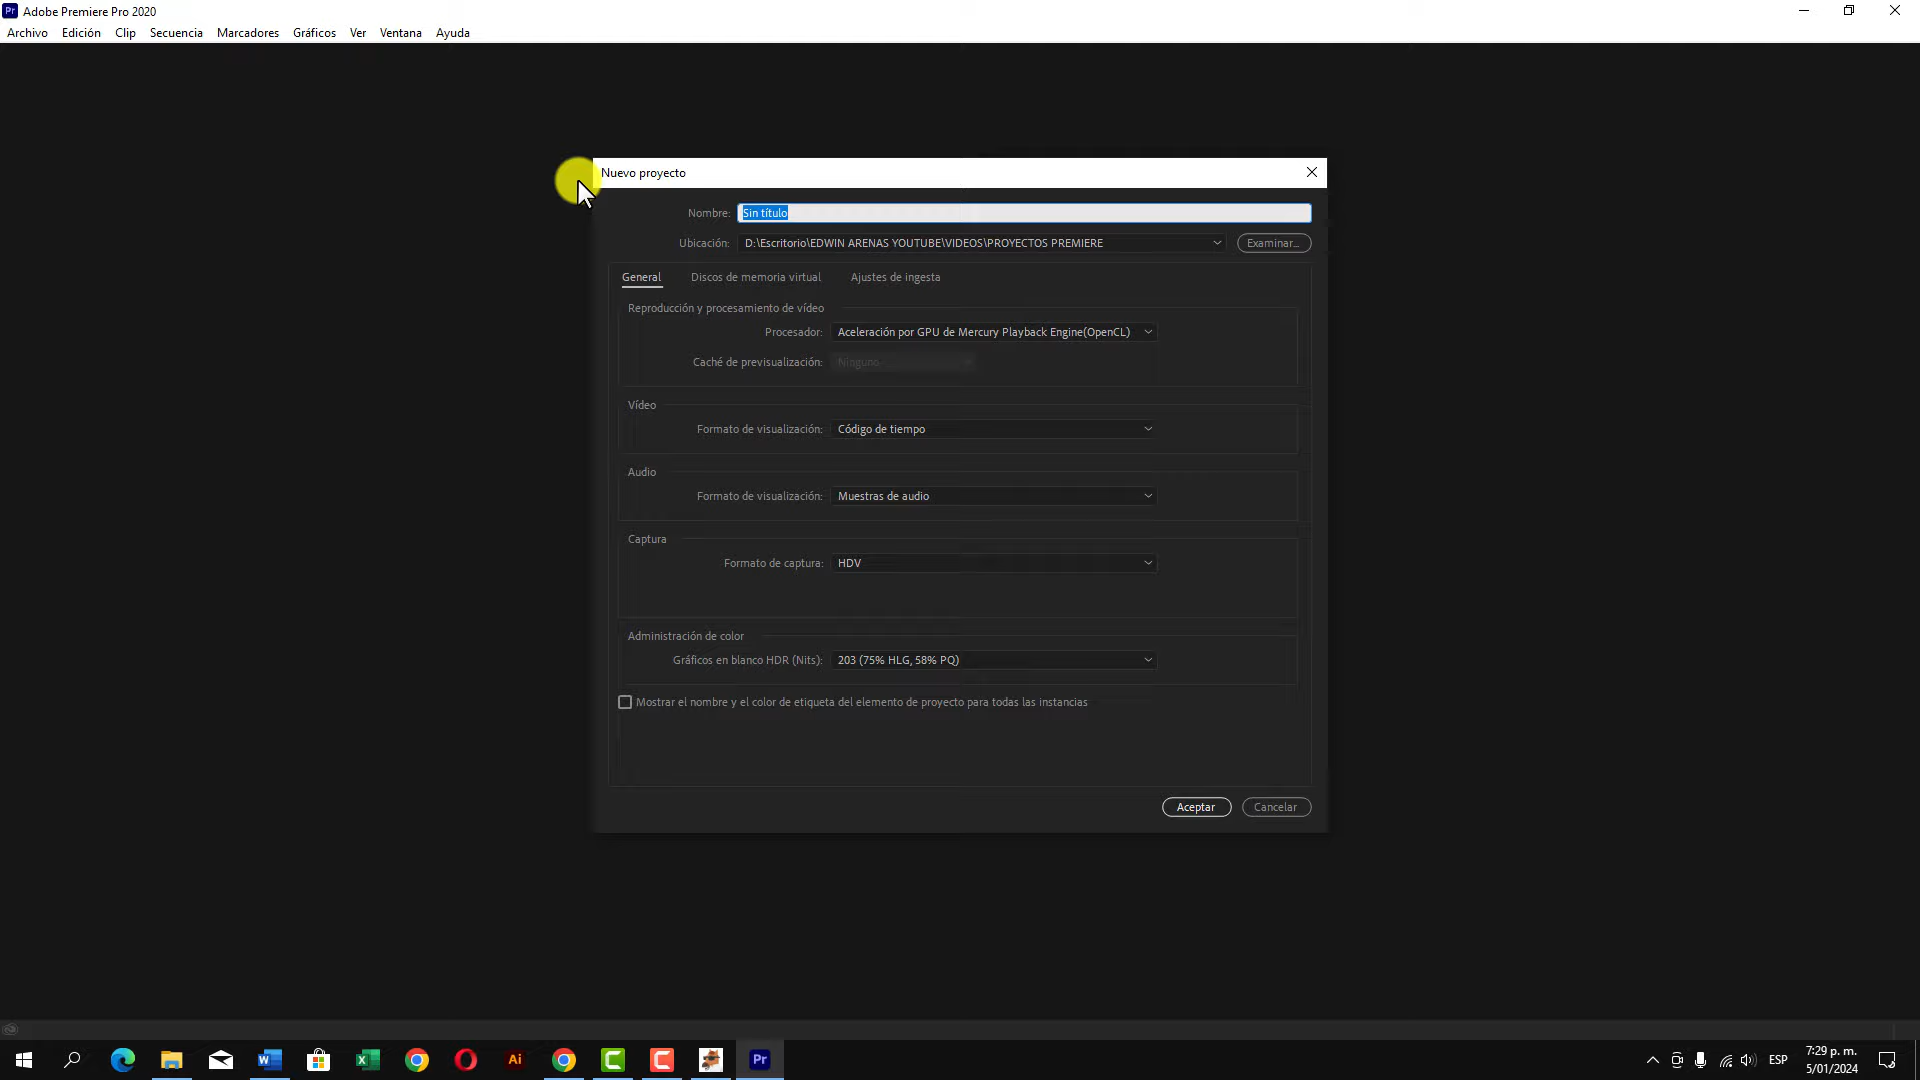 Pr Adobe Premiere Pro 2020
Archivo Edición Clip Secuencia Marcadores Gráficos Ver Ventana Ayuda
Nuevo proyecto
Nombre: Sin título
Ubicación: D:\Escritorio\EDWIN ARENAS YOUTUBE\VIDEOS\PROYECTOS PREMIERE Examinar...
General Discos de memoria virtual Ajustes de ingesta
Reproducción y procesamiento de vídeo
Procesador: Aceleración por GPU de Mercury Playback Engine(OpenCL)
Caché de previsualización: Ninguno
Vídeo
Formato de visualización: Código de tiempo
Audio
Formato de visualización: Muestras de audio
Captura
Formato de captura: HDV
Administración de color
Gráficos en blanco HDR (Nits): 203 (75% HLG, 58% PQ)
Mostrar el nombre y el color de etiqueta del elemento de proyecto para todas las instancias
Aceptar Cancelar
W X Ai C C Pr ESP 7:29 p. m.
5/01/2024